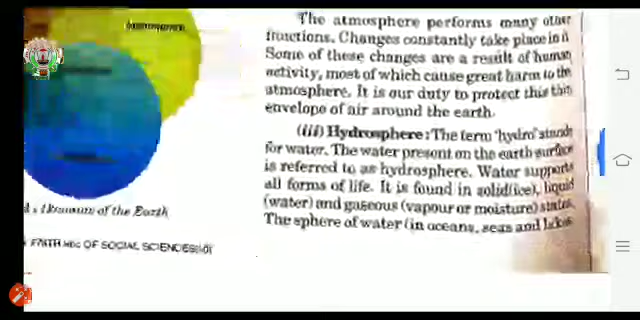 The atmosphere performs many other
functions. Changes constantly take place in it
Some of these changes are a result of human
activity, most of which cause great harm to the
atmosphere. It is our duty to protect this thin
envelope of air around the earth.
(iii) Hydrosphere: The term 'hydro' stands
for water. The water present on the earth surface
is referred to as hydrosphere. Water supports
all forms of life. It is found in solid(ice), liquid
(water) and gaseous (vapour or moisture) states.
The sphere of water (in oceans, seas and lakes
of the Earth
OF SOCIAL SCIENCES